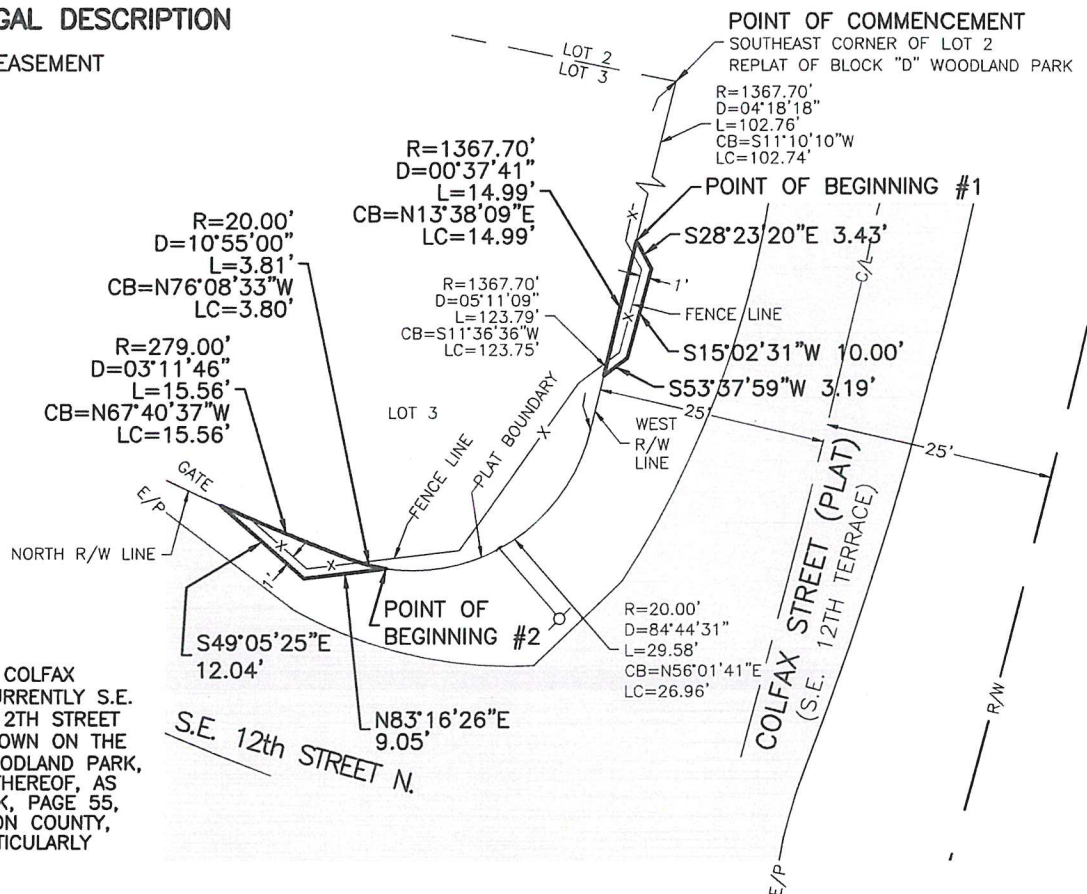 GAL DESCRIPTION
EASEMENT
LOT 2
LOT 3
POINT OF COMMENCEMENT
SOUTHEAST CORNER OF LOT 2
REPLAT OF BLOCK "D" WOODLAND PARK
R=1367.70'
D=04°18'18"
L=102.76'
CB=S11°10'10"W
LC=102.74'
R=1367.70'
D=00°37'41"
L=14.99'
CB=N13°38'09"E
LC=14.99'
POINT OF BEGINNING #1
S28°23'20"E 3.43'
C/L
R=20.00'
D=10°55'00"
L=3.81'
CB=N76°08'33"W
LC=3.80'
X
1'
R=1367.70'
D=05°11'09"
L=123.79'
CB=S11°36'36"W
LC=123.75'
X
FENCE LINE
S15°02'31"W 10.00'
S53°37'59"W 3.19'
R=279.00'
D=03°11'46"
L=15.56'
CB=N67°40'37"W
LC=15.56'
LOT 3
25'
WEST
R/W
LINE
25'
X
FENCE LINE
PLAT BOUNDARY
GATE
E/P
NORTH R/W LINE
X
X
1'
COLFAX STREET (PLAT)
(S.E. 12TH TERRACE)
POINT OF
BEGINNING #2
R=20.00'
D=84°44'31"
L=29.58'
CB=N56°01'41"E
LC=26.96'
S49°05'25"E
12.04'
N83°16'26"E
9.05'
S.E. 12th STREET N.
R/W
COLFAX
URRENTLY S.E.
2TH STREET
OWN ON THE
OODLAND PARK,
THEREOF, AS
K, PAGE 55,
ON COUNTY,
TICULARLY
E/P